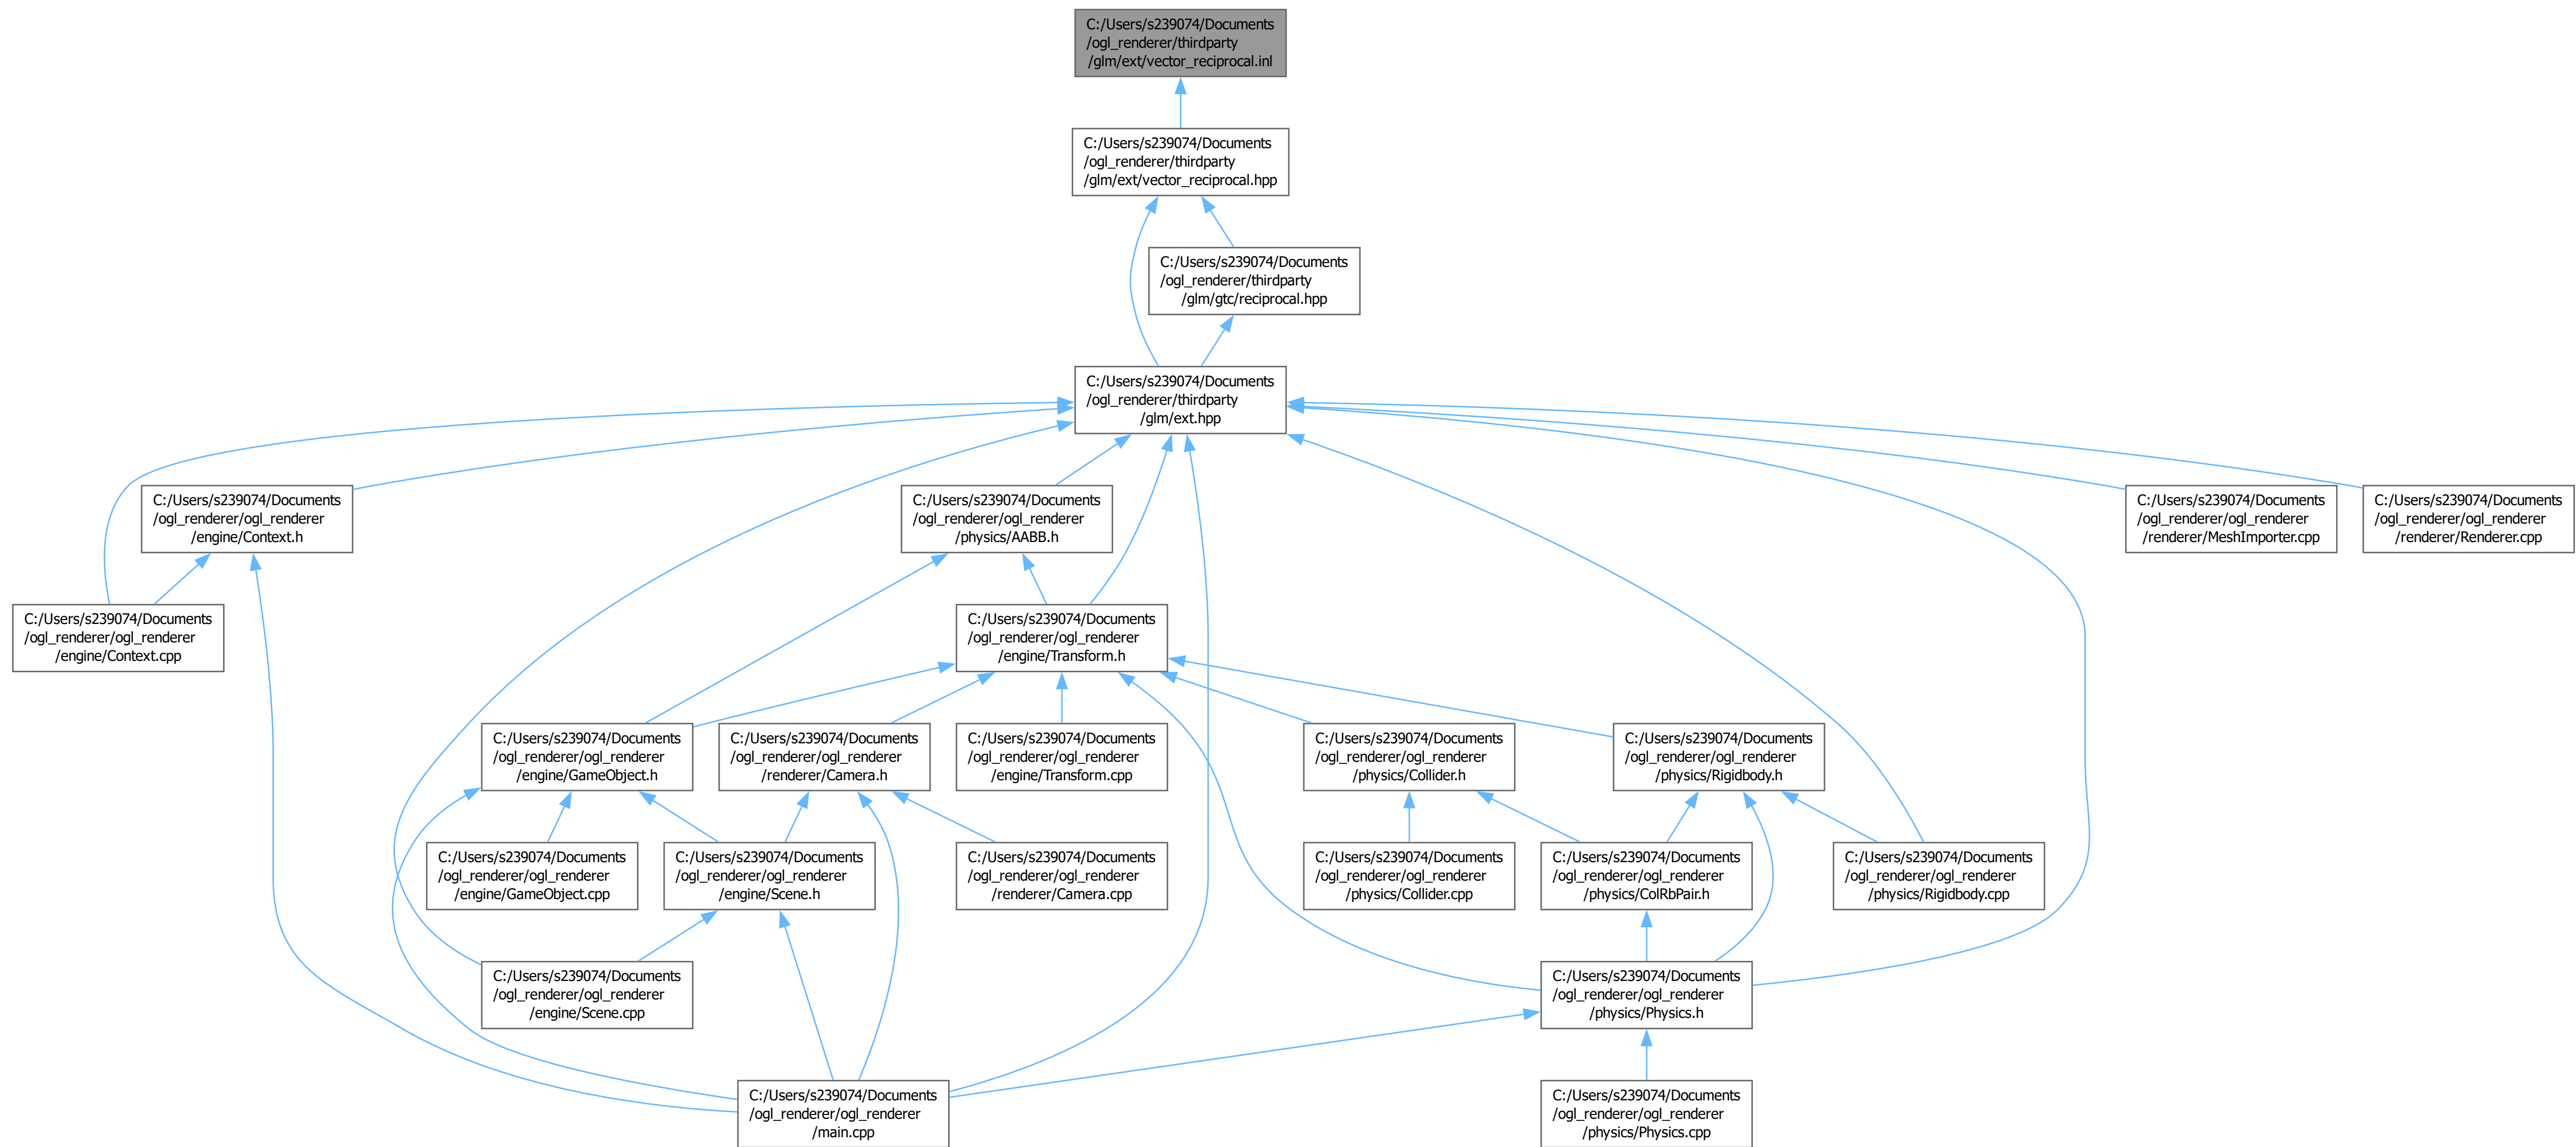 C:/Users/s239074/Documents
/ogl_renderer/thirdparty
/glm/ext/vector_reciprocal.inl
C:/Users/s239074/Documents
/ogl_renderer/thirdparty
/glm/ext/vector_reciprocal.hpp
C:/Users/s239074/Documents
/ogl_renderer/thirdparty
/glm/gtc/reciprocal.hpp
C:/Users/s239074/Documents
/ogl_renderer/thirdparty
/glm/ext.hpp
C:/Users/s239074/Documents
/ogl_renderer/ogl_renderer
/engine/Context.h
C:/Users/s239074/Documents
/ogl_renderer/ogl_renderer
/physics/AABB.h
C:/Users/s239074/Documents
/ogl_renderer/ogl_renderer
/renderer/MeshImporter.cpp
C:/Users/s239074/Documents
/ogl_renderer/ogl_renderer
/renderer/Renderer.cpp
C:/Users/s239074/Documents
/ogl_renderer/ogl_renderer
/engine/Context.cpp
C:/Users/s239074/Documents
/ogl_renderer/ogl_renderer
/engine/Transform.h
C:/Users/s239074/Documents
/ogl_renderer/ogl_renderer
/engine/GameObject.h
C:/Users/s239074/Documents
/ogl_renderer/ogl_renderer
/renderer/Camera.h
C:/Users/s239074/Documents
/ogl_renderer/ogl_renderer
/engine/Transform.cpp
C:/Users/s239074/Documents
/ogl_renderer/ogl_renderer
/physics/Collider.h
C:/Users/s239074/Documents
/ogl_renderer/ogl_renderer
/physics/Rigidbody.h
C:/Users/s239074/Documents
/ogl_renderer/ogl_renderer
/engine/GameObject.cpp
C:/Users/s239074/Documents
/ogl_renderer/ogl_renderer
/engine/Scene.h
C:/Users/s239074/Documents
/ogl_renderer/ogl_renderer
/renderer/Camera.cpp
C:/Users/s239074/Documents
/ogl_renderer/ogl_renderer
/physics/Collider.cpp
C:/Users/s239074/Documents
/ogl_renderer/ogl_renderer
/physics/ColRbPair.h
C:/Users/s239074/Documents
/ogl_renderer/ogl_renderer
/physics/Rigidbody.cpp
C:/Users/s239074/Documents
/ogl_renderer/ogl_renderer
/engine/Scene.cpp
C:/Users/s239074/Documents
/ogl_renderer/ogl_renderer
/physics/Physics.h
C:/Users/s239074/Documents
/ogl_renderer/ogl_renderer
/main.cpp
C:/Users/s239074/Documents
/ogl_renderer/ogl_renderer
/physics/Physics.cpp